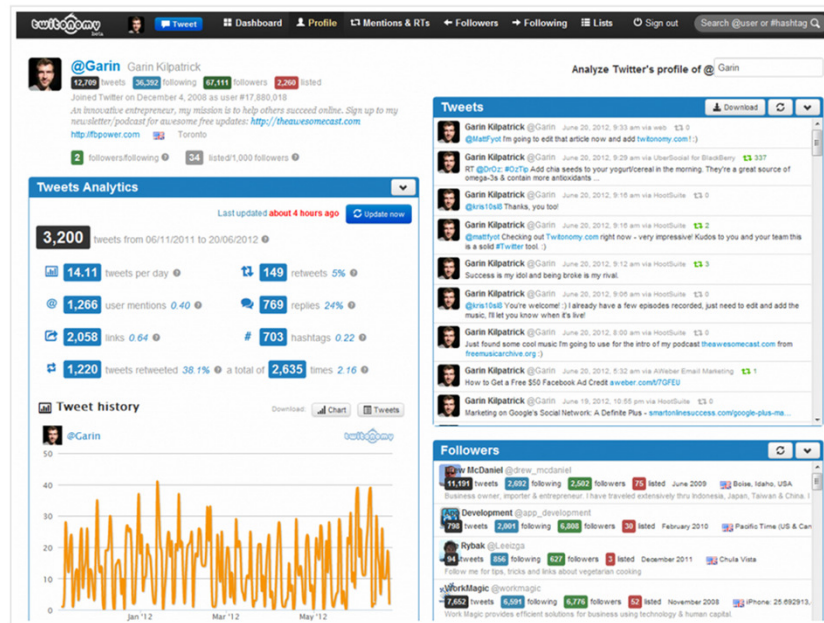 twitonomy
beta
Tweet
Dashboard
Profile
Mentions & RTs
Followers
Following
Lists
Sign out
Search @user or #hashtag
@Garin Garin Kilpatrick
12,709 tweets 36,392 following 67,111 followers 2,260 listed
Joined Twitter on December 4, 2008 as user #17,880,018
An innovative entrepreneur, my mission is to help others succeed online. Sign up to my
newsletter/podcast for awesome free updates: http://theawesomecast.com
http://fbpower.com Toronto
2 followers/following ? 34 listed/1,000 followers ?
Analyze Twitter's profile of @ Garin
Tweets Analytics
Last updated about 4 hours ago Update now
3,200 tweets from 06/11/2011 to 20/06/2012 ?
14.11 tweets per day ? 149 retweets 5% ?
@ 1,266 user mentions 0.40 ? 769 replies 24% ?
2,058 links 0.64 ? # 703 hashtags 0.22 ?
1,220 tweets retweeted 38.1% ? a total of 2,635 times 2.16 ?
Tweet history Download: Chart Tweets
@Garin twitonomy
50
40
30
20
10
0
Jan '12 Mar '12 May '12
Tweets Download
Garin Kilpatrick @Garin June 20, 2012, 9:33 am via web 0
@MattFyot I'm going to edit that article now and add twitonomy.com! :)
Garin Kilpatrick @Garin June 20, 2012, 9:29 am via UberSocial for BlackBerry 337
RT @DrOz: #OzTip Add chia seeds to your yogurt/cereal in the morning. They're a great source of
omega-3s & contain more antioxidants ...
Garin Kilpatrick @Garin June 20, 2012, 9:16 am via HootSuite 0
@kris10sl8 Thanks, you too!
Garin Kilpatrick @Garin June 20, 2012, 9:16 am via HootSuite 2
@mattfyot Checking out Twitonomy.com right now - very impressive! Kudos to you and your team this
is a solid #Twitter tool. :)
Garin Kilpatrick @Garin June 20, 2012, 9:12 am via HootSuite 3
Success is my idol and being broke is my rival.
Garin Kilpatrick @Garin June 20, 2012, 9:06 am via HootSuite 0
@kris10sl8 You're welcome! :) I already have a few episodes recorded, just need to edit and add the
music, I'll let you know when it's live!
Garin Kilpatrick @Garin June 20, 2012, 8:00 am via HootSuite 0
Just found some cool music I'm going to use for the intro of my podcast theawesomecast.com from
freemusicarchive.org :)
Garin Kilpatrick @Garin June 20, 2012, 5:32 am via AWeber Email Marketing 1
How to Get a Free $50 Facebook Ad Credit aweber.com/t/7GFEU
Garin Kilpatrick @Garin June 19, 2012, 10:55 pm via HootSuite 0
Marketing on Google's Social Network: A Definite Plus - smartonlinesuccess.com/google-plus-ma...
Followers
McDaniel @drew_mcdaniel
11,191 tweets 2,692 following 2,502 followers 75 listed June 2009 Boise, Idaho, USA
Business owner, importer & entrepreneur. I have traveled extensively thru Indonesia, Japan, Taiwan & China. I
Development @app_development
798 tweets 2,001 following 6,808 followers 30 listed February 2010 Pacific Time (US & Can
Rybak @Leeizga
94 tweets 856 following 627 followers 3 listed December 2011 Chula Vista
Follow me for tips, tricks and links about vegetarian cooking
WorkMagic @workmagic
7,652 tweets 6,591 following 6,776 followers 52 listed November 2008 iPhone: 25.692913,
Work Magic provides efficient solutions for business using technology & human capital.